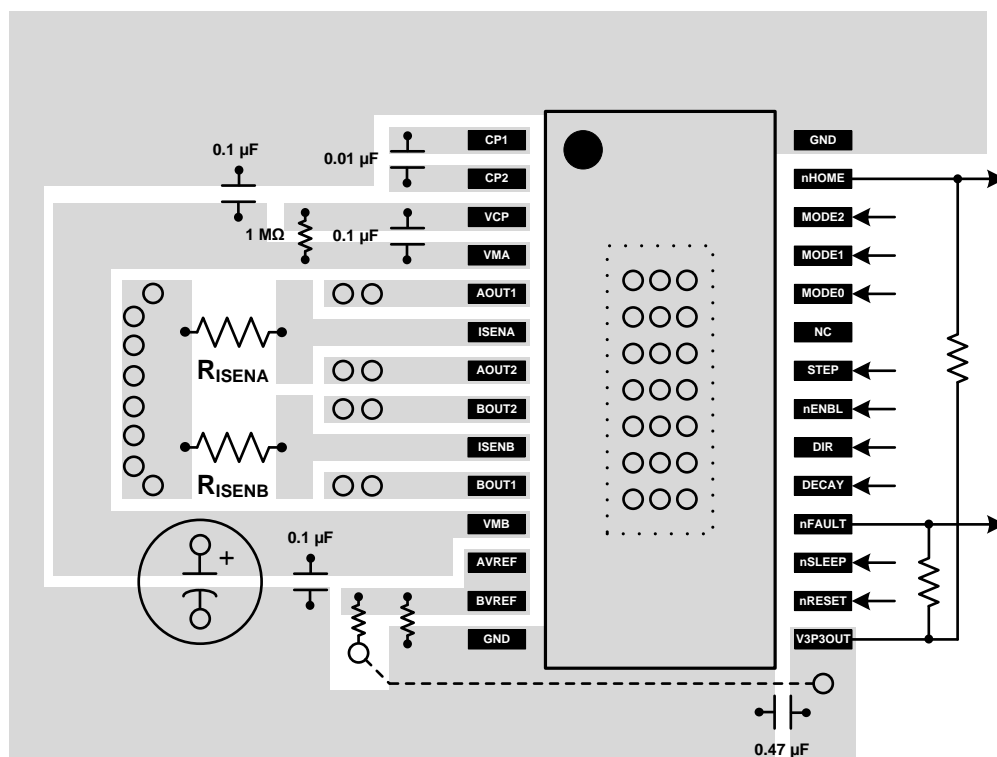 CP1
GND
0.1 µF
0.01 µF
CP2
nHOME
VCP
MODE2
1 MΩ
0.1 µF
VMA
MODE1
AOUT1
MODE0
ISENA
NC
RISENA
AOUT2
STEP
BOUT2
nENBL
ISENB
DIR
RISENB
BOUT1
DECAY
VMB
nFAULT
0.1 µF
+
AVREF
nSLEEP
BVREF
nRESET
GND
V3P3OUT
0.47 µF